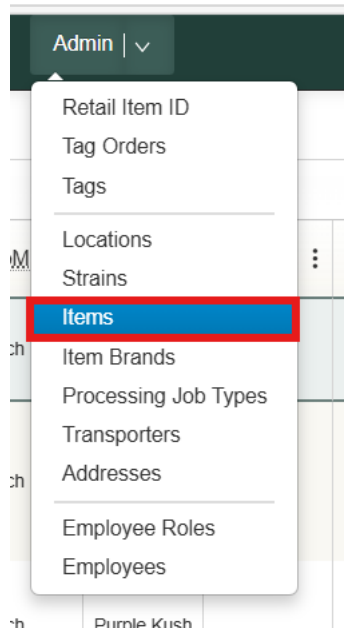 Admin
Retail Item ID
Tag Orders
Tags
Locations
Strains
Items
Item Brands
Processing Job Types
Transporters
Addresses
Employee Roles
Employees
Purple Kush